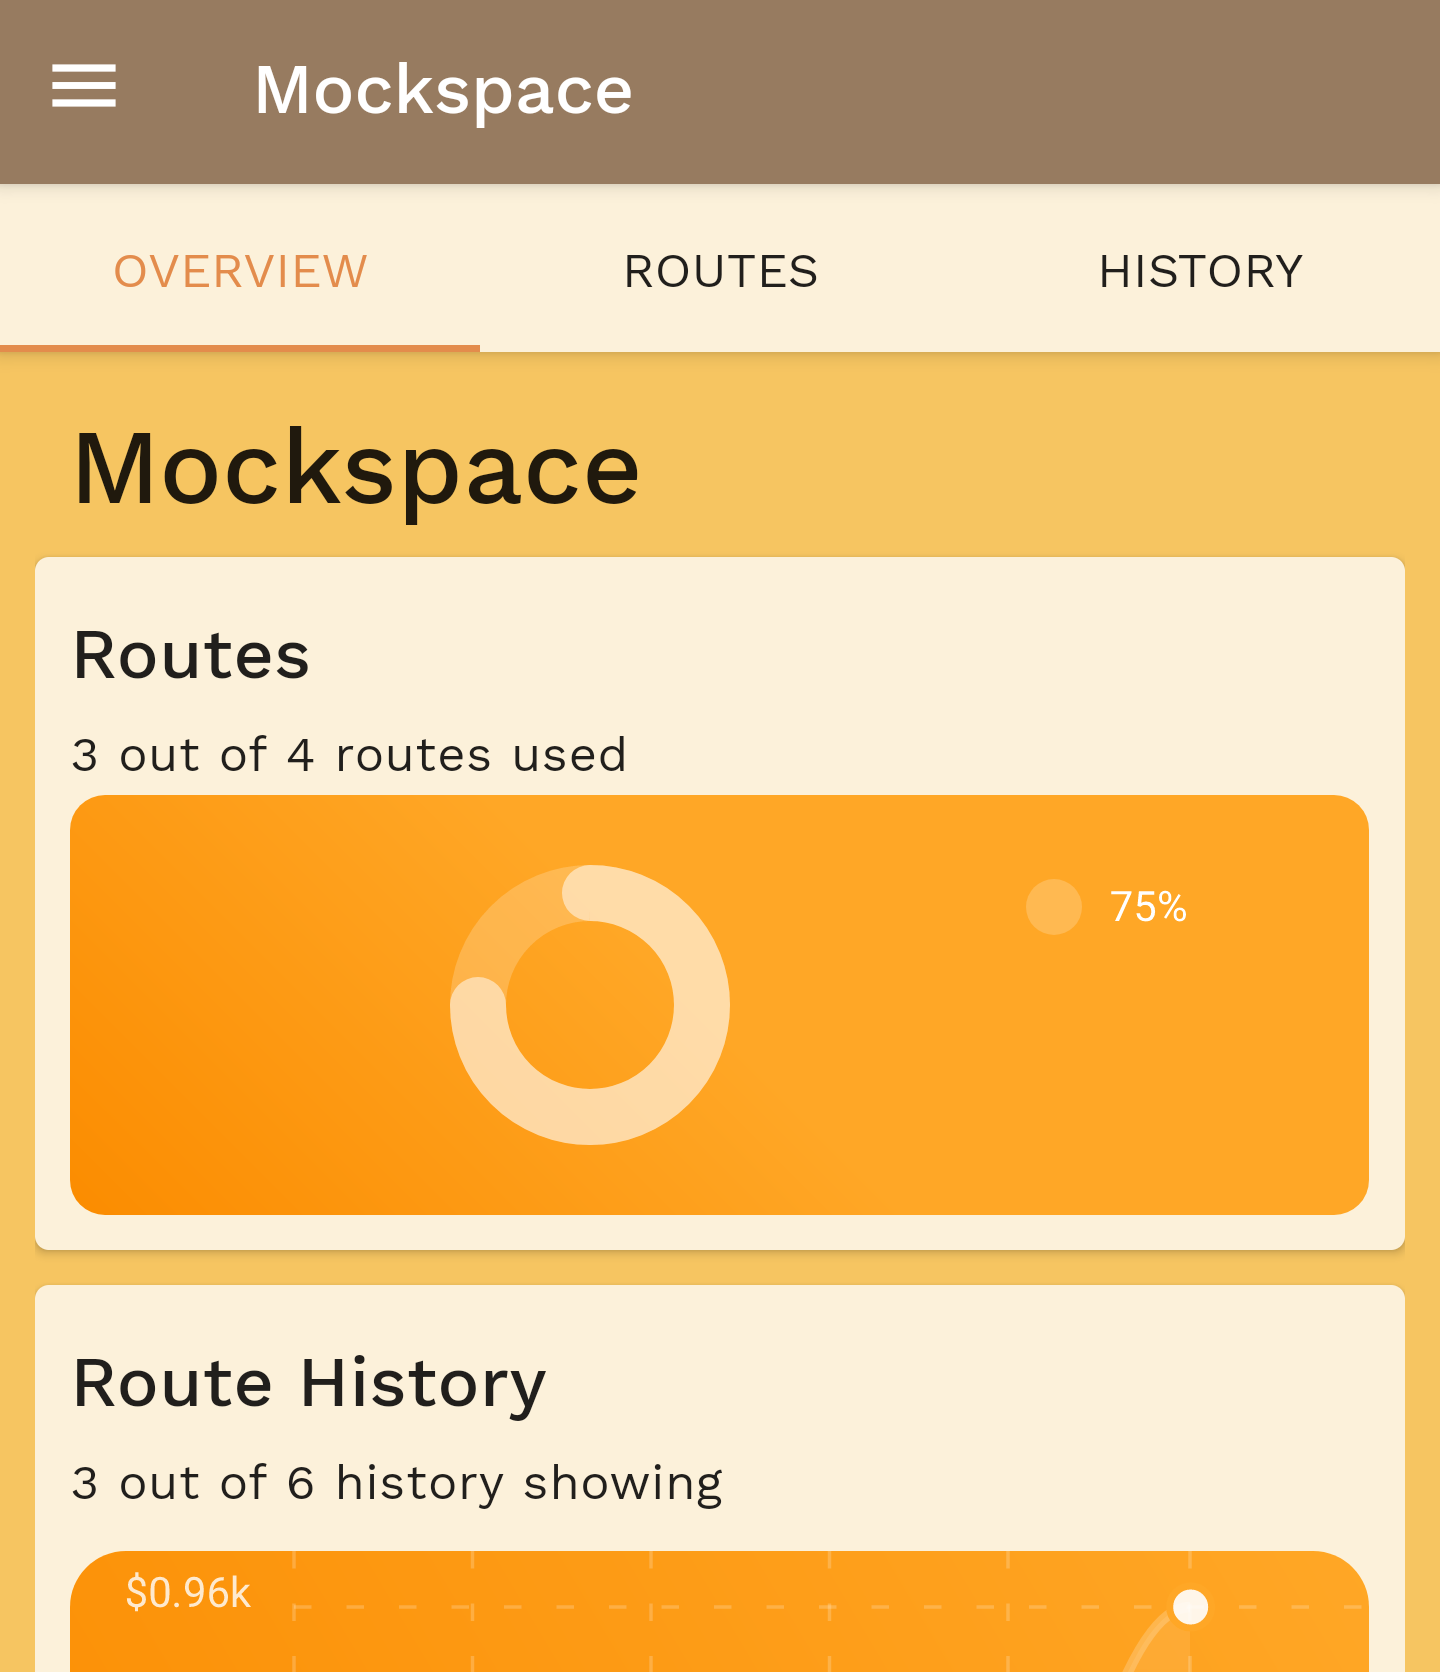 Mockspace
OVERVIEW
ROUTES
HISTORY
Mockspace
Routes
3 out of 4 routes used
75%
Route History
3 out of 6 history showing
$0.96k